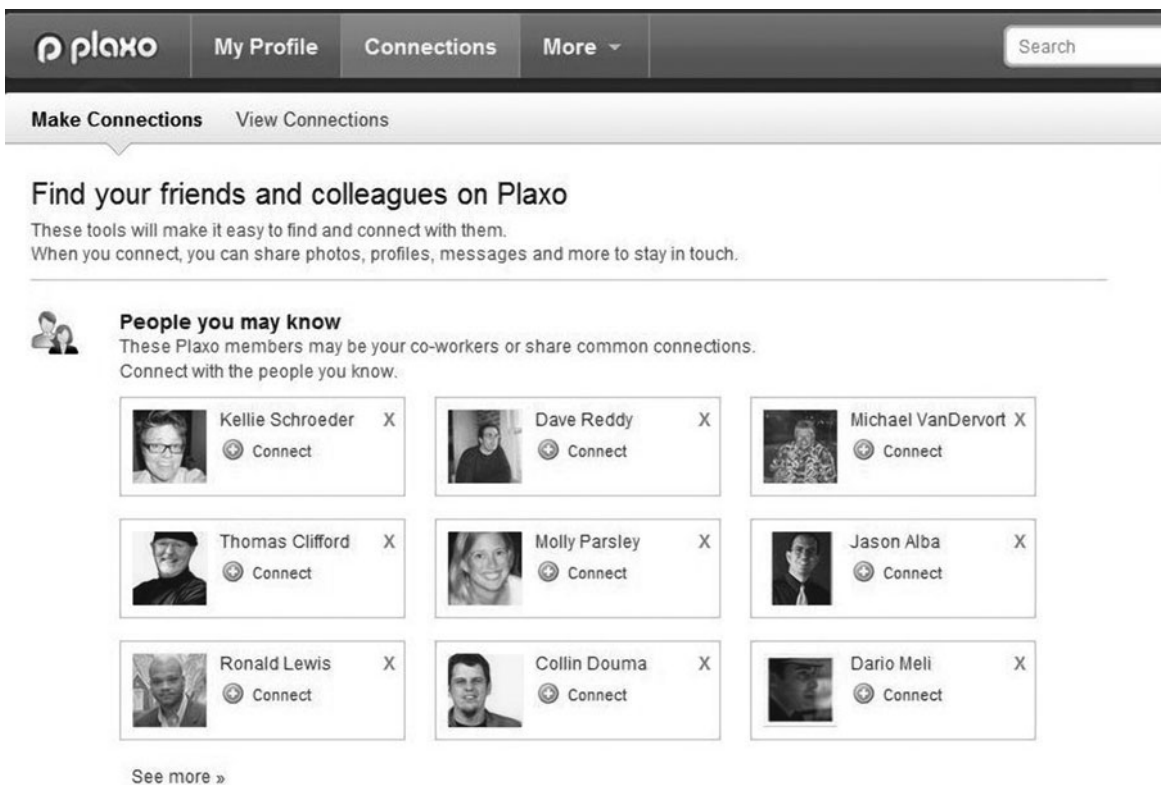 plaxo My Profile Connections More Search
Make Connections View Connections
Find your friends and colleagues on Plaxo
These tools will make it easy to find and connect with them.
When you connect, you can share photos, profiles, messages and more to stay in touch.
People you may know
These Plaxo members may be your co-workers or share common connections.
Connect with the people you know.
Kellie Schroeder X
Connect
Dave Reddy X
Connect
Michael VanDervort X
Connect
Thomas Clifford X
Connect
Molly Parsley X
Connect
Jason Alba X
Connect
Ronald Lewis X
Connect
Collin Douma X
Connect
Dario Meli X
Connect
See more »